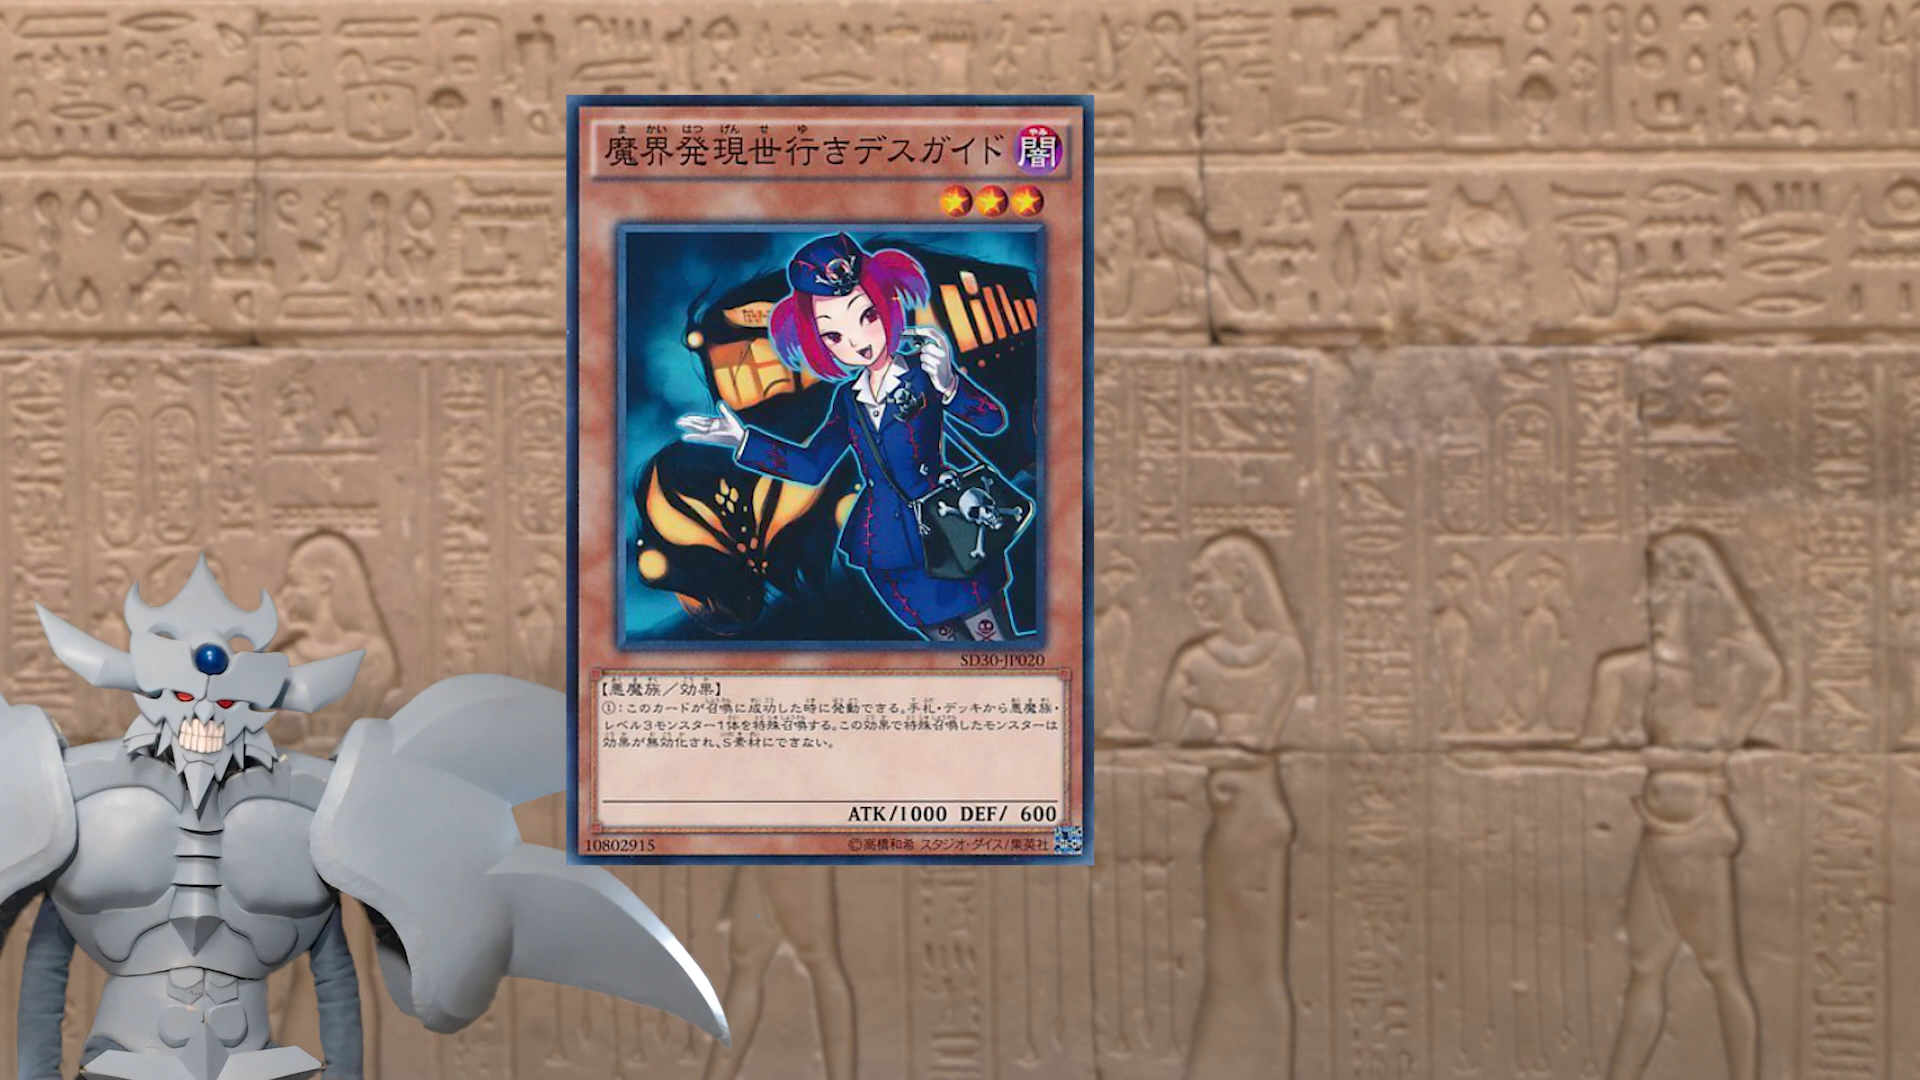 魔界発現世行きデスガイド
闇
SD30-JP020
【悪魔族／効果】
①：このカードが召喚に成功した時に発動できる。手札・デッキから悪魔族・
レベル3モンスター1体を特殊召喚する。この効果で特殊召喚したモンスターは
効果が無効化され、S素材にできない。
ATK/1000 DEF/ 600
10802915
©高橋和希 スタジオ・ダイス/集英社